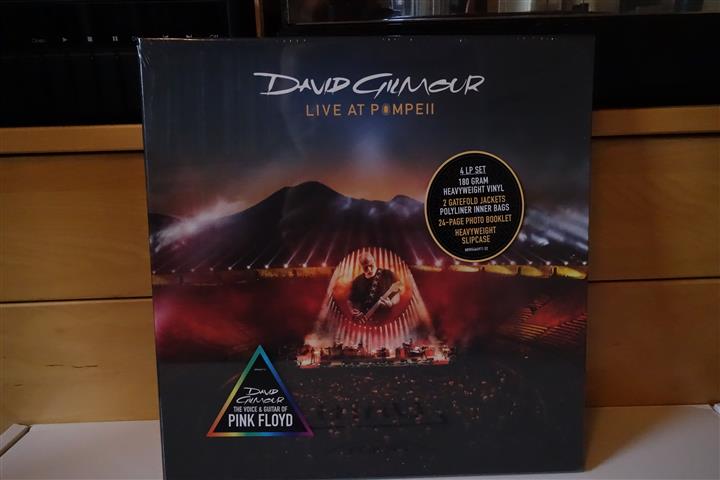 DAVID GILMOUR
LIVE AT POMPEII
4 LP SET
180 GRAM
HEAVYWEIGHT VINYL
2 GATEFOLD JACKETS
POLYLINER INNER BAGS
24-PAGE PHOTO BOOKLET
HEAVYWEIGHT
SLIPCASE
DAVID
GILMOUR
THE VOICE & GUITAR OF
PINK FLOYD